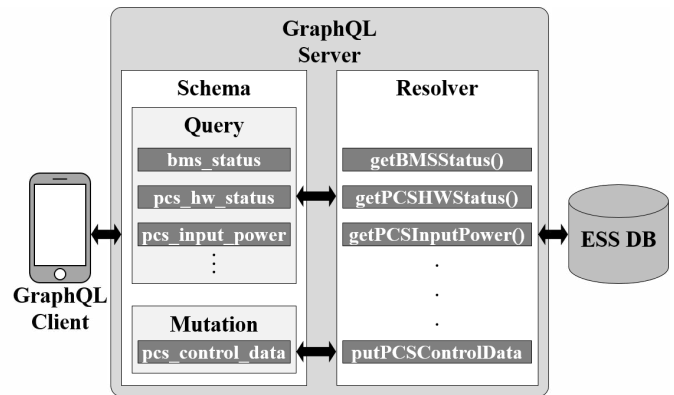 GraphQL
Server
Schema
Query
bms_status
pcs_hw_status
pcs_input_power
Mutation
pcs_control_data
Resolver
getBMSStatus()
getPCSHWStatus()
getPCSInputPower()
putPCSControlData
GraphQL
Client
ESS DB